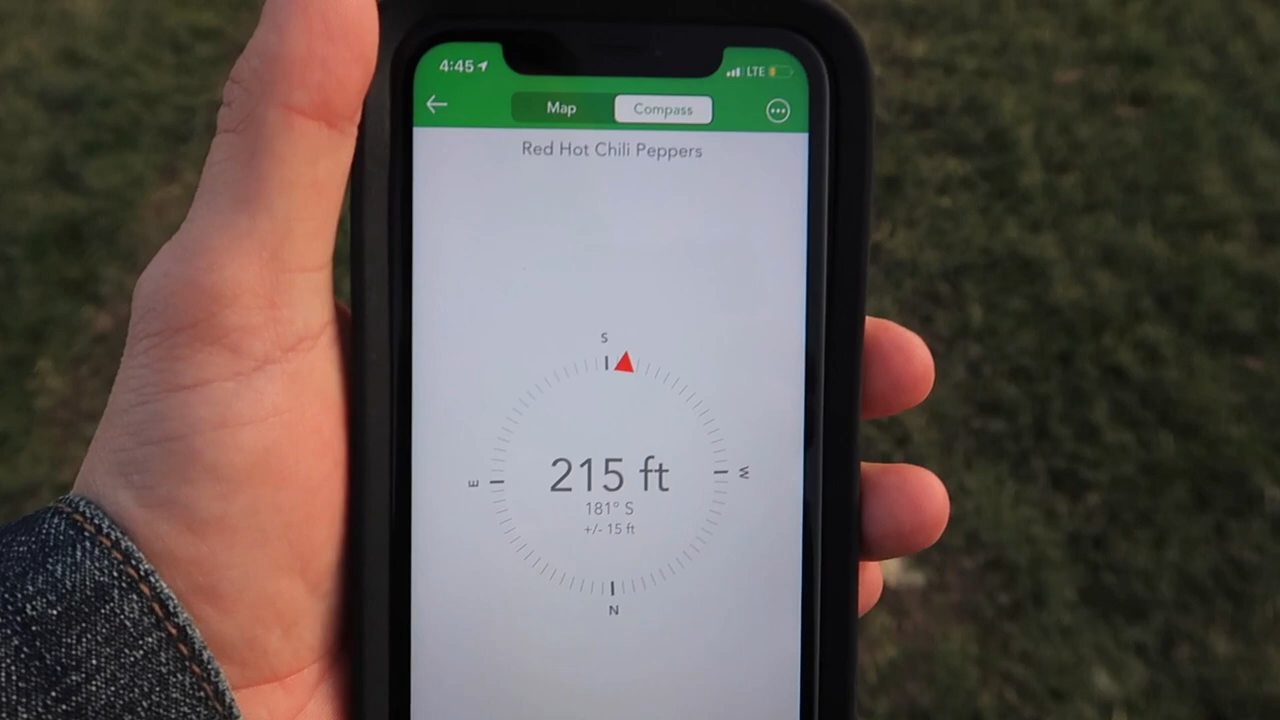 4:45
LTE
Map
Compass
Red Hot Chili Peppers
S
E
215 ft
W
181° S
+/- 15 ft
N